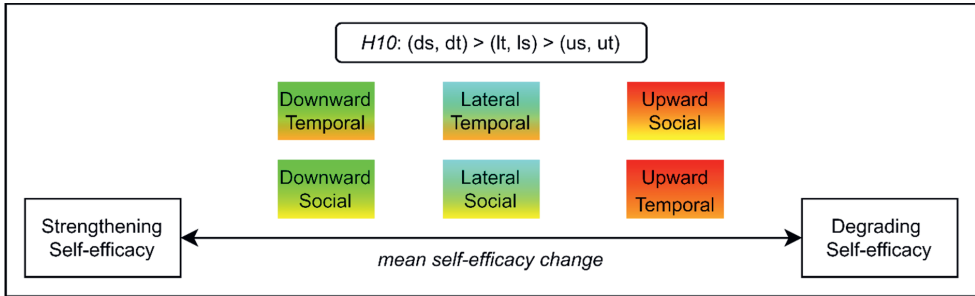 H10: (ds, dt) > (lt, ls) > (us, ut)
Downward
Temporal
Lateral
Temporal
Upward
Social
Downward
Social
Lateral
Social
Upward
Temporal
Strengthening
Self-efficacy
Degrading
Self-efficacy
mean self-efficacy change